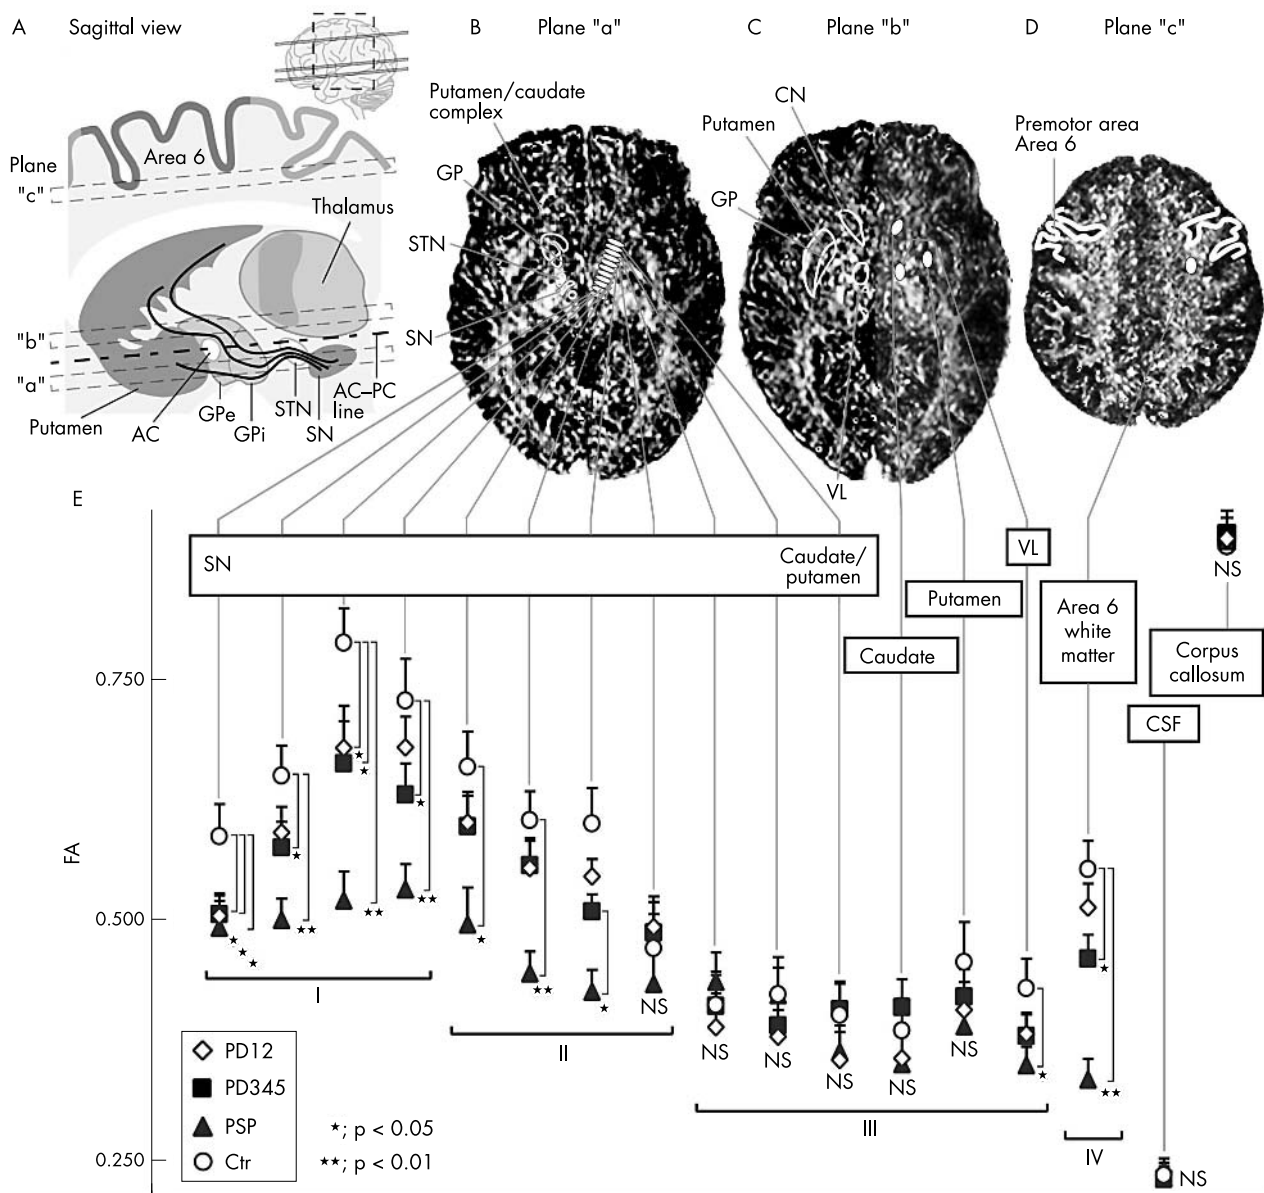 A Sagittal view
B Plane "a"
C Plane "b"
D Plane "c"
Area 6
Plane
"c"
Thalamus
"b"
"a"
Putamen
AC
GPe
GPi
STN
SN
AC–PC
line
Putamen/caudate
complex
GP
STN
SN
CN
Putamen
GP
VL
Premotor area
Area 6
E
SN
Caudate/
putamen
VL
Putamen
Caudate
Area 6
white
matter
Corpus
callosum
CSF
FA
0.750
0.500
0.250
★
★
★
★
★★
★
★
★★
★
★★
★
★★
★
NS
NS
NS
NS
NS
NS
★
★
★★
NS
NS
I
II
III
IV
PD12
PD345
PSP
Ctr
★; p < 0.05
★★; p < 0.01